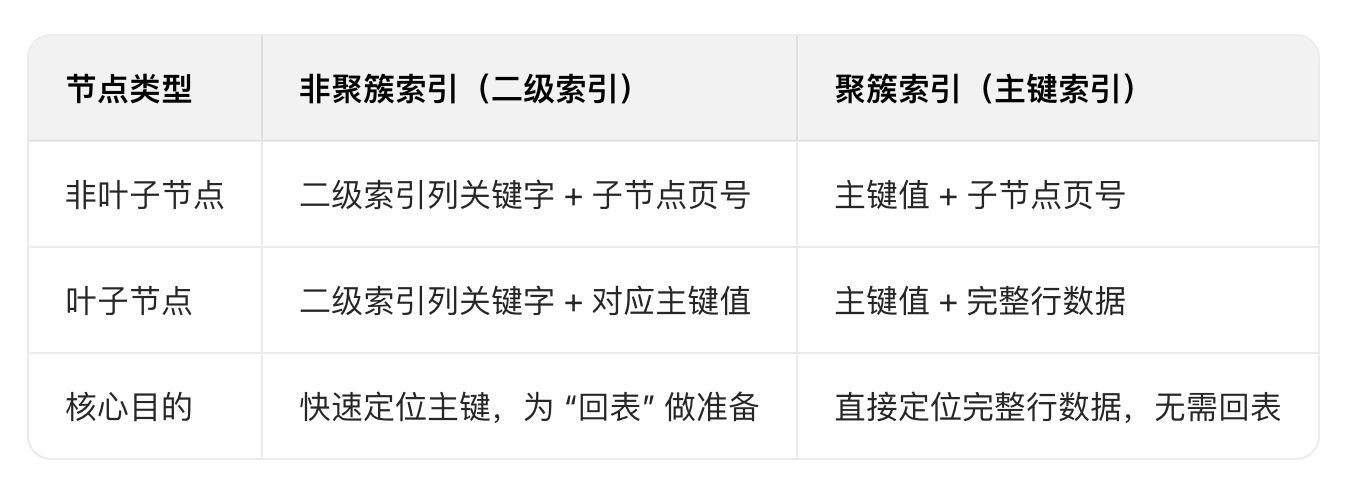 节点类型 非聚簇索引（二级索引） 聚簇索引（主键索引）
非叶子节点 二级索引列关键字 + 子节点页号 主键值 + 子节点页号
叶子节点 二级索引列关键字 + 对应主键值 主键值 + 完整行数据
核心目的 快速定位主键，为 “回表” 做准备 直接定位完整行数据，无需回表